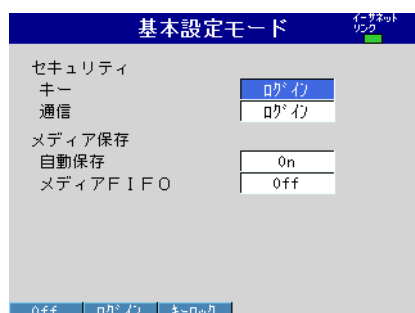 基本設定モード
イーサネット
リンク
セキュリティ
キー ログイン
通信 ログイン
メディア保存
自動保存 On
メディアFIFO Off
Off ログイン キーロック